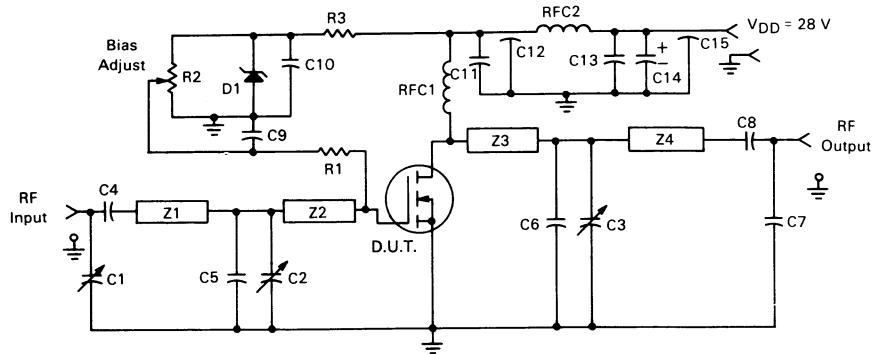 RFC2
V_DD = 28 V
R3
Bias
Adjust
R2
D1
C10
C11
C12
C13
+
−
C14
C15
RFC1
C9
R1
Z3
Z4
C8
RF
Output
RF
Input
C4
Z1
Z2
D.U.T.
C6
C3
C7
C1
C5
C2